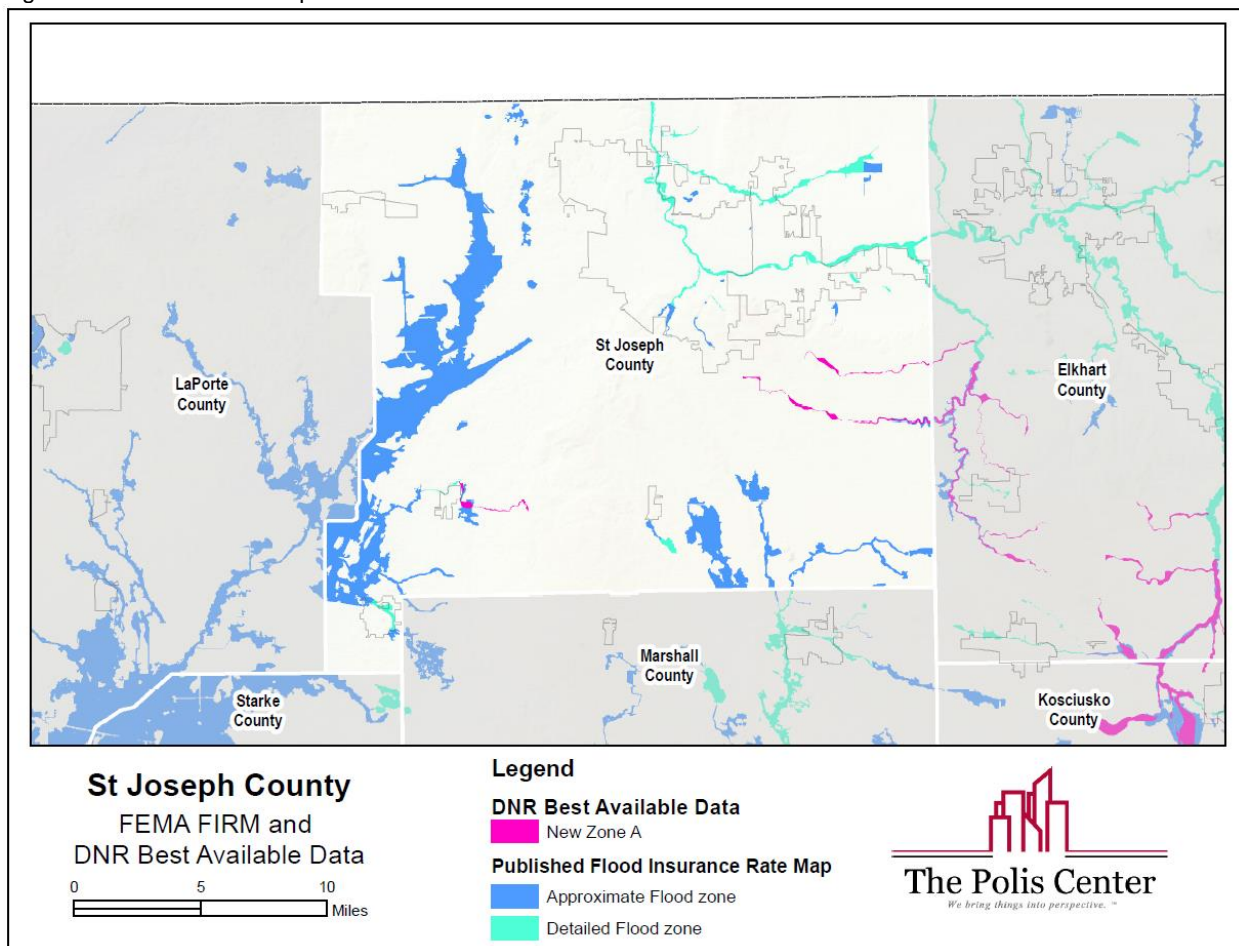 St Joseph
County
LaPorte
County
Elkhart
County
Marshall
County
Starke
County
Kosciusko
County
St Joseph County
FEMA FIRM and
DNR Best Available Data
0 5 10
Miles
Legend
DNR Best Available Data
New Zone A
Published Flood Insurance Rate Map
Approximate Flood zone
Detailed Flood zone
The Polis Center
We bring things into perspective. ™